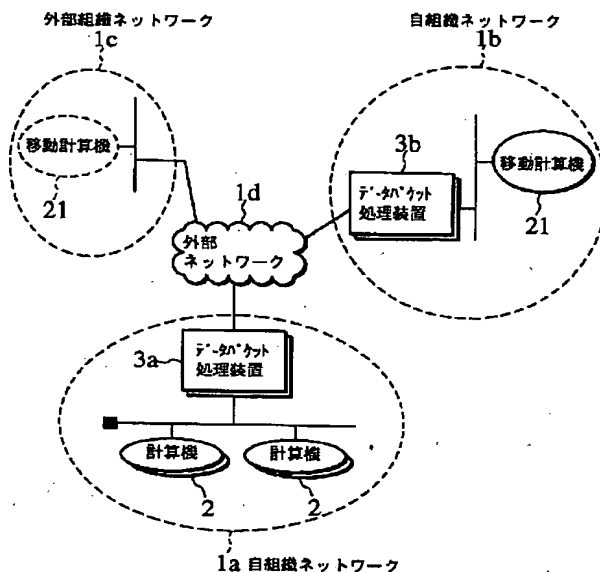 外部組織ネットワーク
1c
自組織ネットワーク
1b
移動計算機
21
3b
データパケット
処理装置
移動計算機
21
1d
外部
ネットワーク
3a
データパケット
処理装置
計算機
計算機
2
2
1a 自組織ネットワーク